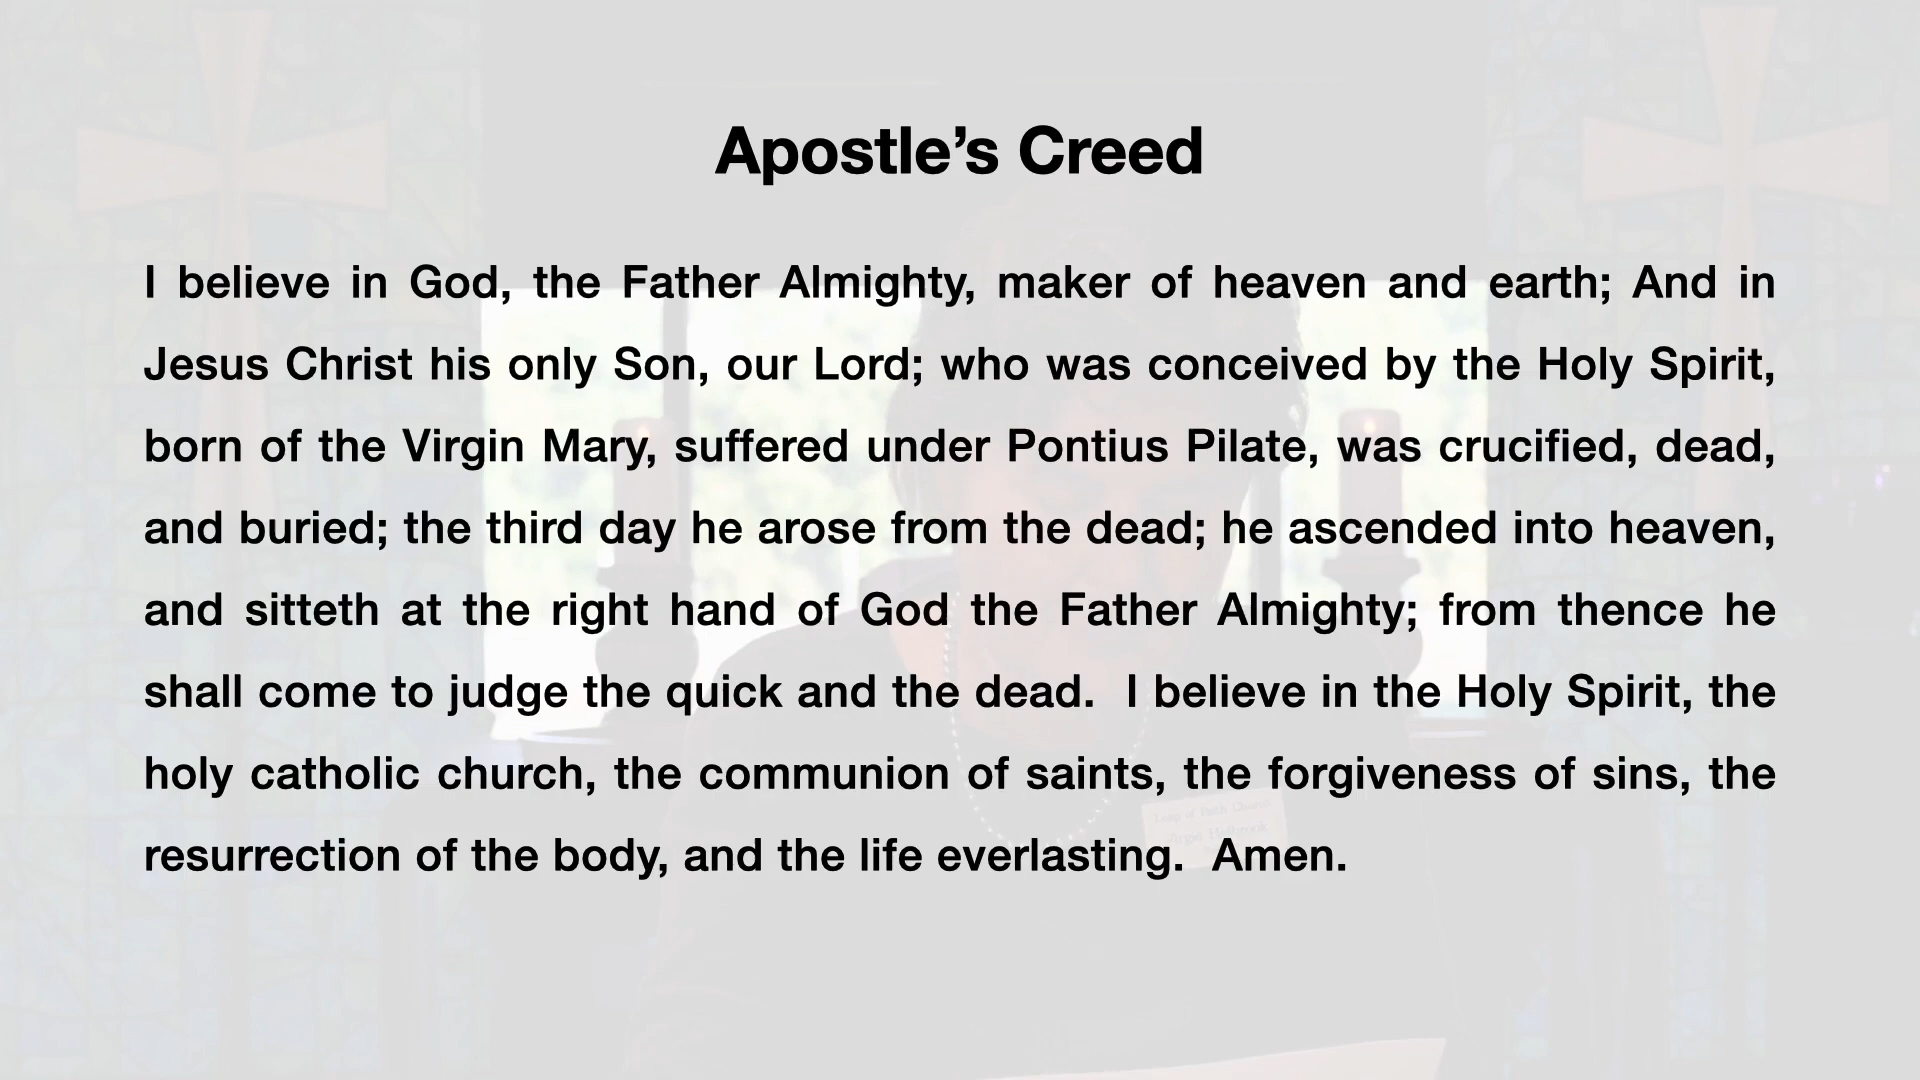 Apostle’s Creed
I believe in God, the Father Almighty, maker of heaven and earth; And in
Jesus Christ his only Son, our Lord; who was conceived by the Holy Spirit,
born of the Virgin Mary, suffered under Pontius Pilate, was crucified, dead,
and buried; the third day he arose from the dead; he ascended into heaven,
and sitteth at the right hand of God the Father Almighty; from thence he
shall come to judge the quick and the dead.  I believe in the Holy Spirit, the
holy catholic church, the communion of saints, the forgiveness of sins, the
resurrection of the body, and the life everlasting.  Amen.